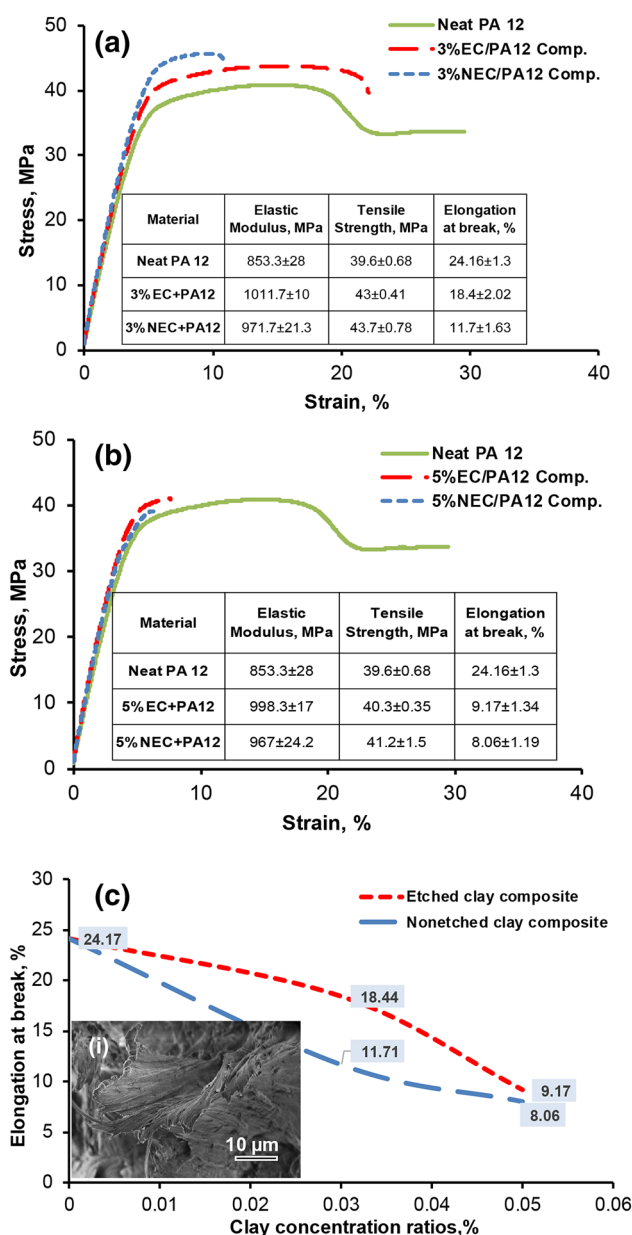 (a)
Neat PA 12
3%EC/PA12 Comp.
3%NEC/PA12 Comp.
50
40
30
20
10
0
Stress, MPa
Material Elastic Modulus, MPa Tensile Strength, MPa Elongation at break, %
Neat PA 12 853.3±28 39.6±0.68 24.16±1.3
3%EC+PA12 1011.7±10 43±0.41 18.4±2.02
3%NEC+PA12 971.7±21.3 43.7±0.78 11.7±1.63
0 10 20 30 40
Strain, %
(b)
Neat PA 12
5%EC/PA12 Comp.
5%NEC/PA12 Comp.
50
40
30
20
10
0
Stress, MPa
Material Elastic Modulus, MPa Tensile Strength, MPa Elongation at break, %
Neat PA 12 853.3±28 39.6±0.68 24.16±1.3
5%EC+PA12 998.3±17 40.3±0.35 9.17±1.34
5%NEC+PA12 967±24.2 41.2±1.5 8.06±1.19
0 10 20 30 40
Strain, %
(c)
Etched clay composite
Nonetched clay composite
30
25
20
15
10
5
0
Elongation at break, %
24.17
18.44
11.71
9.17
8.06
(i)
10 µm
0 0.01 0.02 0.03 0.04 0.05 0.06
Clay concentration ratios,%